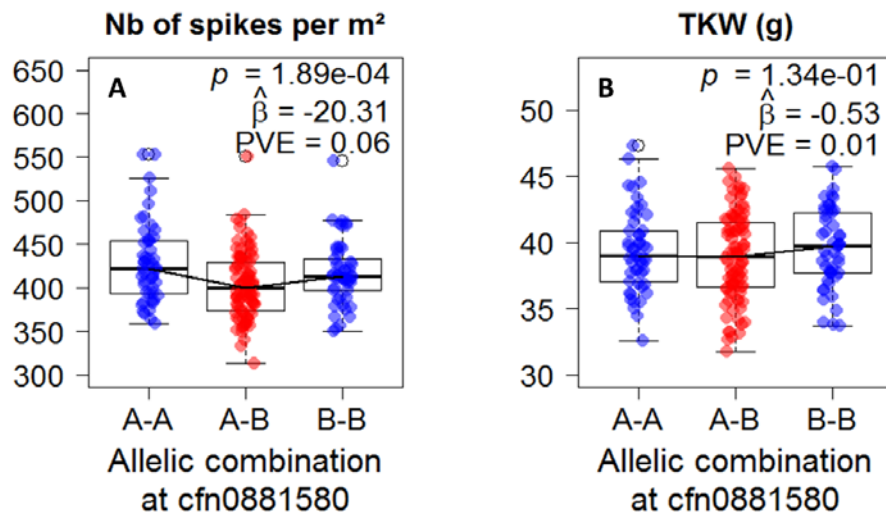 Nb of spikes per m²
650
600
550
500
450
400
350
300
A
p = 1.89e-04
β̂ = -20.31
PVE = 0.06
A-A A-B B-B
Allelic combination
at cfn0881580
TKW (g)
50
45
40
35
30
B
p = 1.34e-01
β̂ = -0.53
PVE = 0.01
A-A A-B B-B
Allelic combination
at cfn0881580